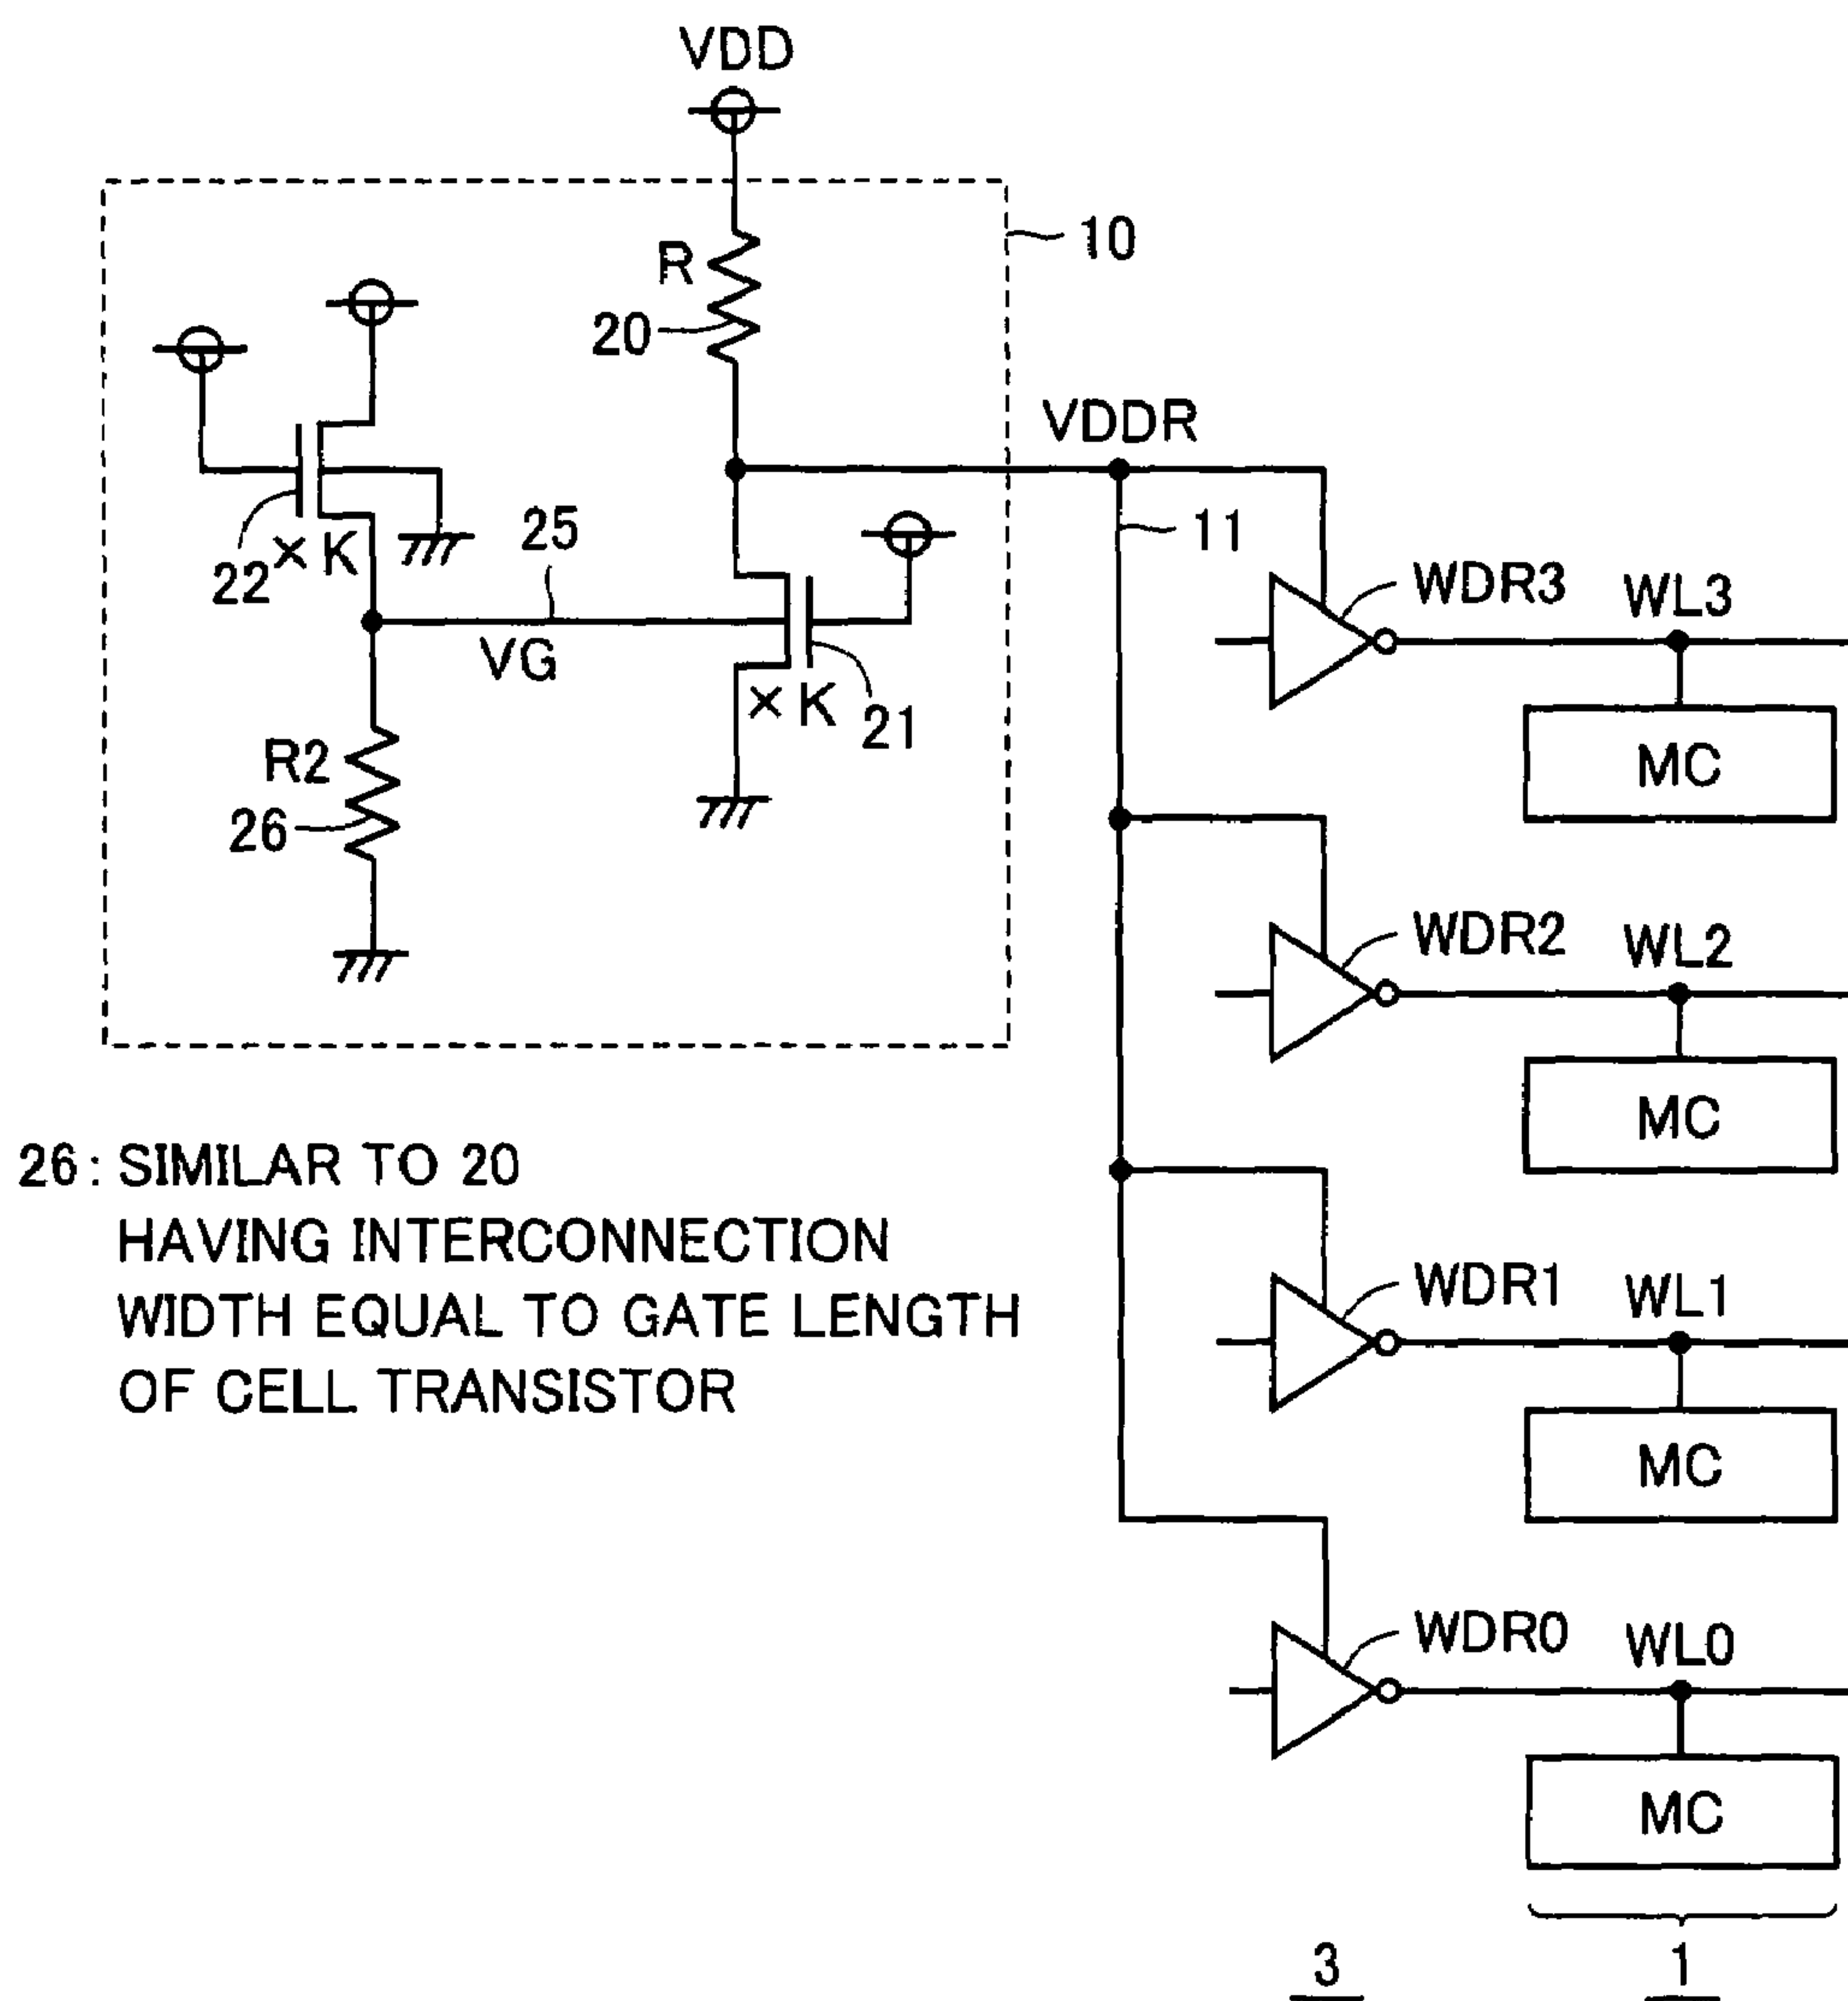 VDD
10
R
20
VDDR
25
11
22
× K
WDR3
WL3
VG
× K
21
MC
R2
26
WDR2
WL2
MC
26: SIMILAR TO 20
HAVING INTERCONNECTION
WIDTH EQUAL TO GATE LENGTH
OF CELL TRANSISTOR
WDR1
WL1
MC
WDR0
WL0
MC
3
1